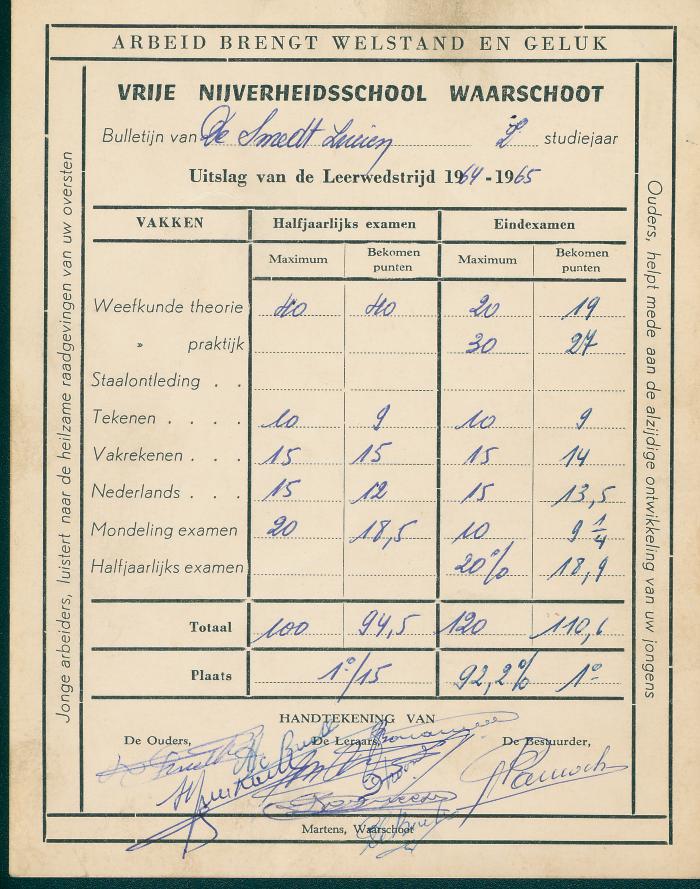 ARBEID BRENGT WELSTAND EN GELUK
VRIJE NIJVERHEIDSSCHOOL WAARSCHOOT
Bulletijn van De Smedt Lucien 2 studiejaar
Uitslag van de Leerwedstrijd 1964-1965
Jonge arbeiders, luistert naar de heilzame raadgevingen van uw oversten
VAKKEN Halfjaarlijks examen Eindexamen
Maximum Bekomen punten Maximum Bekomen punten
Weefkunde theorie 40 40 20 19
» praktijk 30 27
Staalontleding . .
Tekenen . . . . 10 9 10 9
Vakrekenen . . . 15 15 15 14
Nederlands . . . 15 12 15 13,5
Mondeling examen 20 18,5 10 9 1/4
Halfjaarlijks examen 20% 18,9
Totaal 100 94,5 120 110,6
Plaats 1°/15 92,2% 1°
Ouders, helpt mede aan de alzijdige ontwikkeling van uw jongens
HANDTEKENING VAN
De Ouders, De Leraars, De Bestuurder,
Martens, Waarschoot